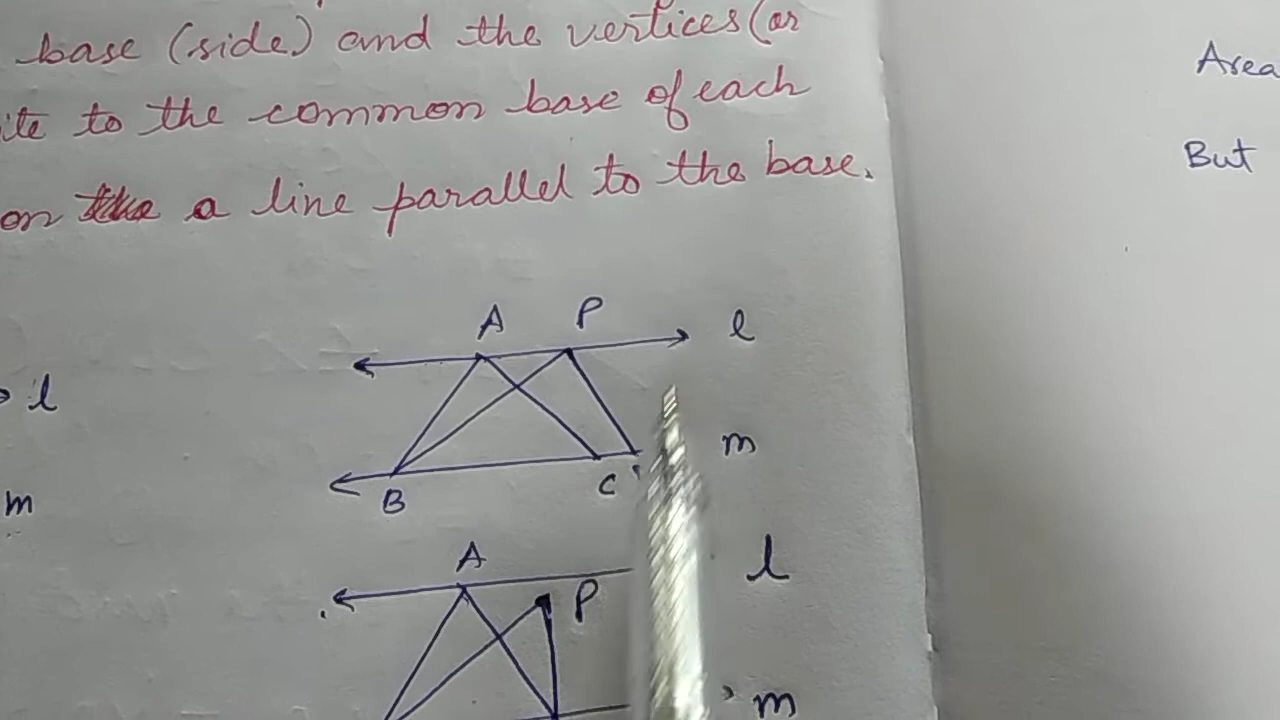 base (side) and the vertices (or
ite to the common base of each
on a line parallel to the base.
Area
But
A P l
l
m
B C
m
A
l
P
m